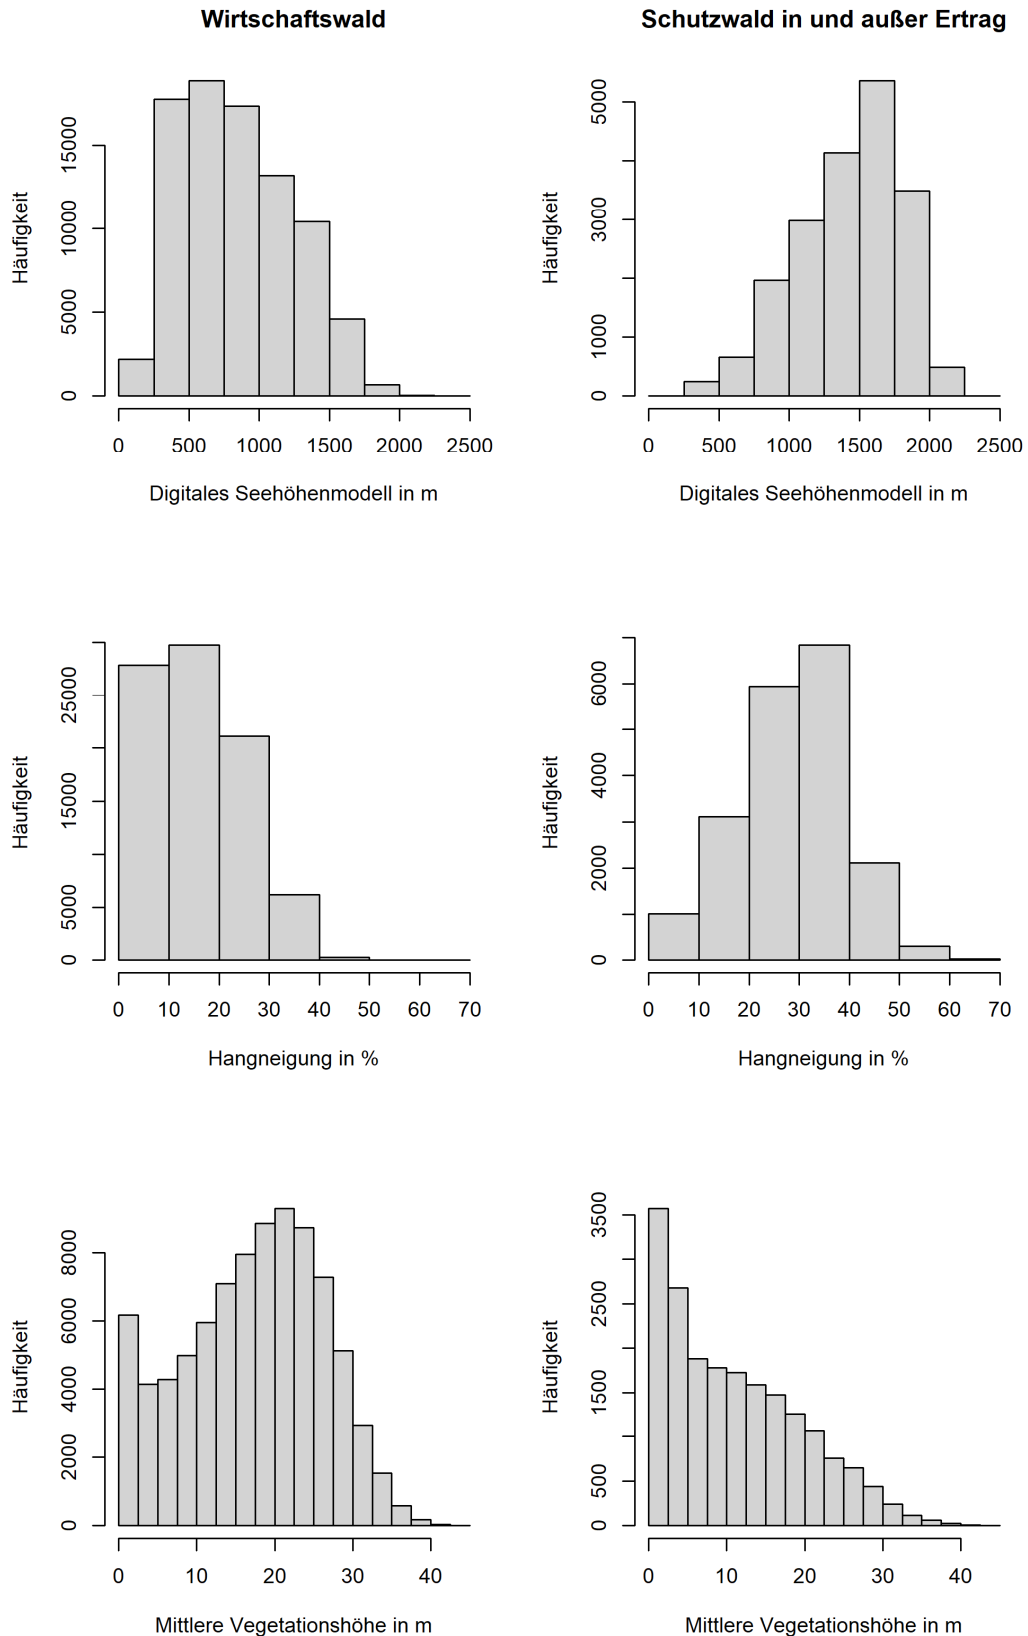 Wirtschaftswald
Schutzwald in und außer Ertrag
Häufigkeit
0 5000 10000 15000
0 500 1000 1500 2000 2500
Digitales Seehöhenmodell in m
Häufigkeit
0 1000 3000 5000
0 500 1000 1500 2000 2500
Digitales Seehöhenmodell in m
Häufigkeit
0 5000 15000 25000
0 10 20 30 40 50 60 70
Hangneigung in %
Häufigkeit
0 2000 4000 6000
0 10 20 30 40 50 60 70
Hangneigung in %
Häufigkeit
0 2000 4000 6000 8000
0 10 20 30 40
Mittlere Vegetationshöhe in m
Häufigkeit
0 500 1500 2500 3500
0 10 20 30 40
Mittlere Vegetationshöhe in m